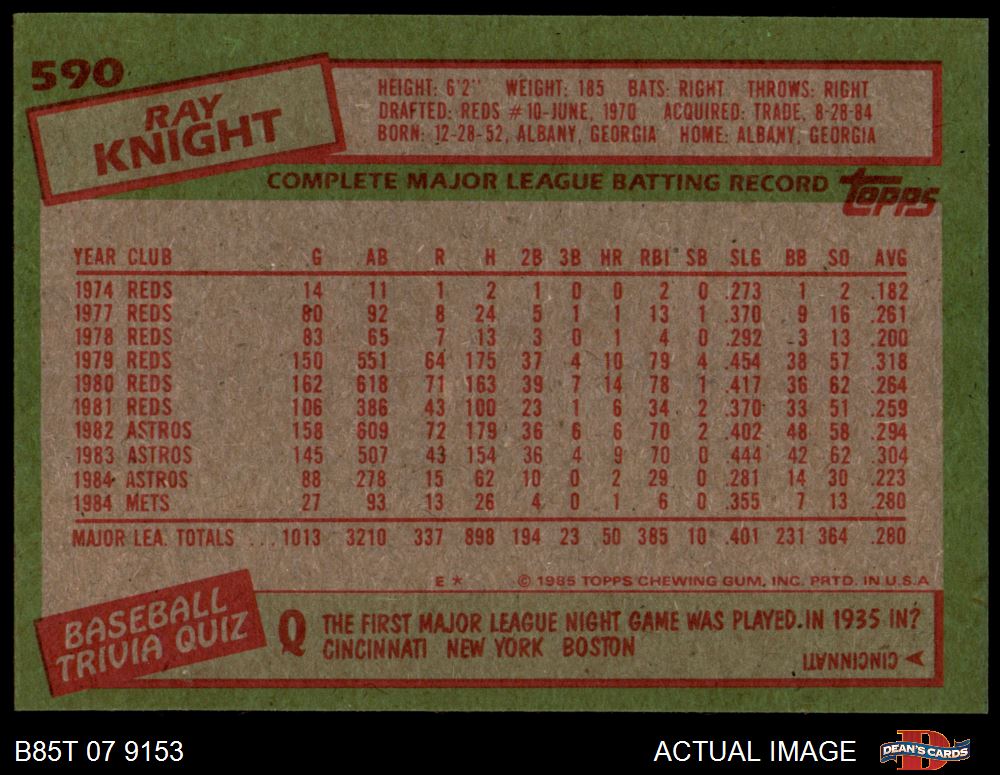 590
RAY
KNIGHT
HEIGHT: 6'2" WEIGHT: 185 BATS: RIGHT THROWS: RIGHT
DRAFTED: REDS #10-JUNE, 1970 ACQUIRED: TRADE, 8-28-84
BORN: 12-28-52, ALBANY, GEORGIA HOME: ALBANY, GEORGIA
COMPLETE MAJOR LEAGUE BATTING RECORD
TOPPS
YEAR CLUB G AB R H 2B 3B HR RBI SB SLG BB SO AVG
1974 REDS 14 11 1 2 1 0 0 2 0 .273 1 2 .182
1977 REDS 80 92 8 24 5 1 1 13 1 .370 9 16 .261
1978 REDS 83 65 7 13 3 0 1 4 0 .292 3 13 .200
1979 REDS 150 551 64 175 37 4 10 79 4 .454 38 57 .318
1980 REDS 162 618 71 163 39 7 14 78 1 .417 36 62 .264
1981 REDS 106 386 43 100 23 1 6 34 2 .370 33 51 .259
1982 ASTROS 158 609 72 179 36 6 6 70 2 .402 48 58 .294
1983 ASTROS 145 507 43 154 36 4 9 70 0 .444 42 62 .304
1984 ASTROS 88 278 15 62 10 0 2 29 0 .281 14 30 .223
1984 METS 27 93 13 26 4 0 1 6 0 .355 7 13 .280
MAJOR LEA. TOTALS ... 1013 3210 337 898 194 23 50 385 10 .401 231 364 .280
E * © 1985 TOPPS CHEWING GUM, INC. PRTD. IN U.S.A
BASEBALL
TRIVIA QUIZ
Q THE FIRST MAJOR LEAGUE NIGHT GAME WAS PLAYED IN 1935 IN?
CINCINNATI NEW YORK BOSTON
CINCINNATI
B85T 07 9153
ACTUAL IMAGE
D
DEAN'S CARDS